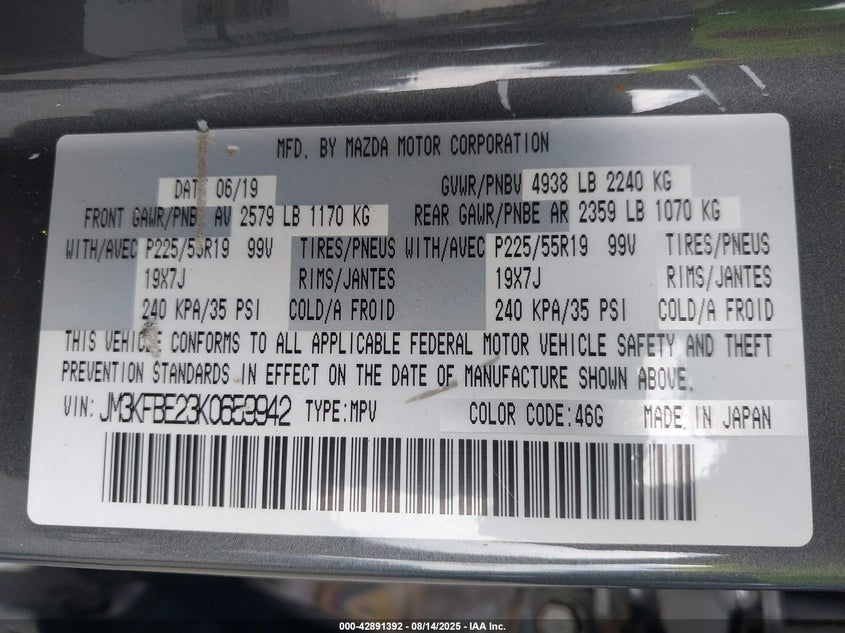 MFD. BY MAZDA MOTOR CORPORATION
DAT 06/19 GVWR/PNBV 4938 LB 2240 KG
FRONT GAWR/PNBE AV 2579 LB 1170 KG REAR GAWR/PNBE AR 2359 LB 1070 KG
WITH/AVEC P225/55R19 99V TIRES/PNEUS WITH/AVEC P225/55R19 99V TIRES/PNEUS
19X7J RIMS/JANTES 19X7J RIMS/JANTES
240 KPA/35 PSI COLD/A FROID 240 KPA/35 PSI COLD/A FROID
THIS VEHICLE CONFORMS TO ALL APPLICABLE FEDERAL MOTOR VEHICLE SAFETY AND THEFT
PREVENTION STANDARDS IN EFFECT ON THE DATE OF MANUFACTURE SHOWN ABOVE.
VIN: JM3KFBE23K0659942 TYPE:MPV COLOR CODE:46G MADE IN JAPAN
000-42891392 - 08/14/2025 - IAA Inc.